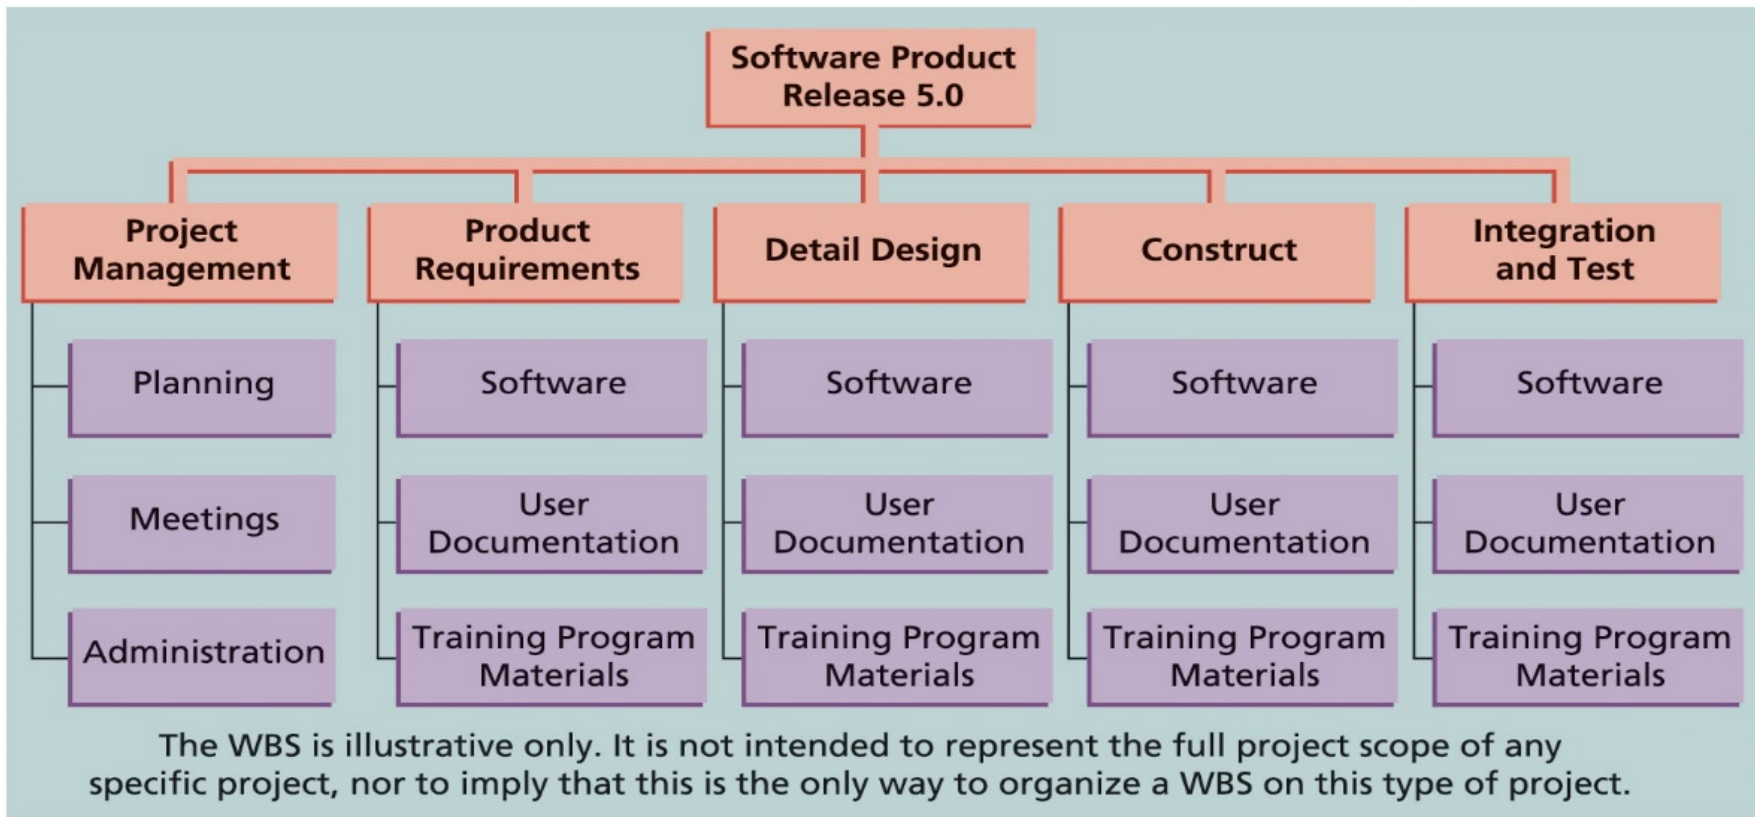 Software Product
Release 5.0
Project
Management
Product
Requirements
Detail Design
Construct
Integration
and Test
Planning
Software
Software
Software
Software
Meetings
User
Documentation
User
Documentation
User
Documentation
User
Documentation
Administration
Training Program
Materials
Training Program
Materials
Training Program
Materials
Training Program
Materials
The WBS is illustrative only. It is not intended to represent the full project scope of any
specific project, nor to imply that this is the only way to organize a WBS on this type of project.